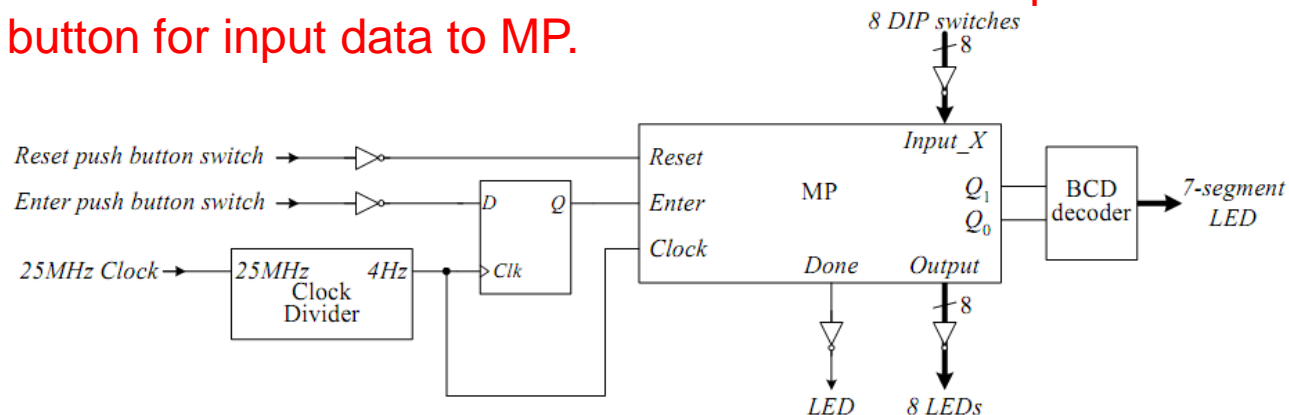 button for input data to MP.
8 DIP switches
8
Reset push button switch
Reset
Input_X
MP
Q1
Q0
BCD
decoder
7-segment
LED
Enter push button switch
D
Q
Enter
25MHz Clock
25MHz
4Hz
Clock
Divider
Clk
Clock
Done
Output
8
LED
8 LEDs